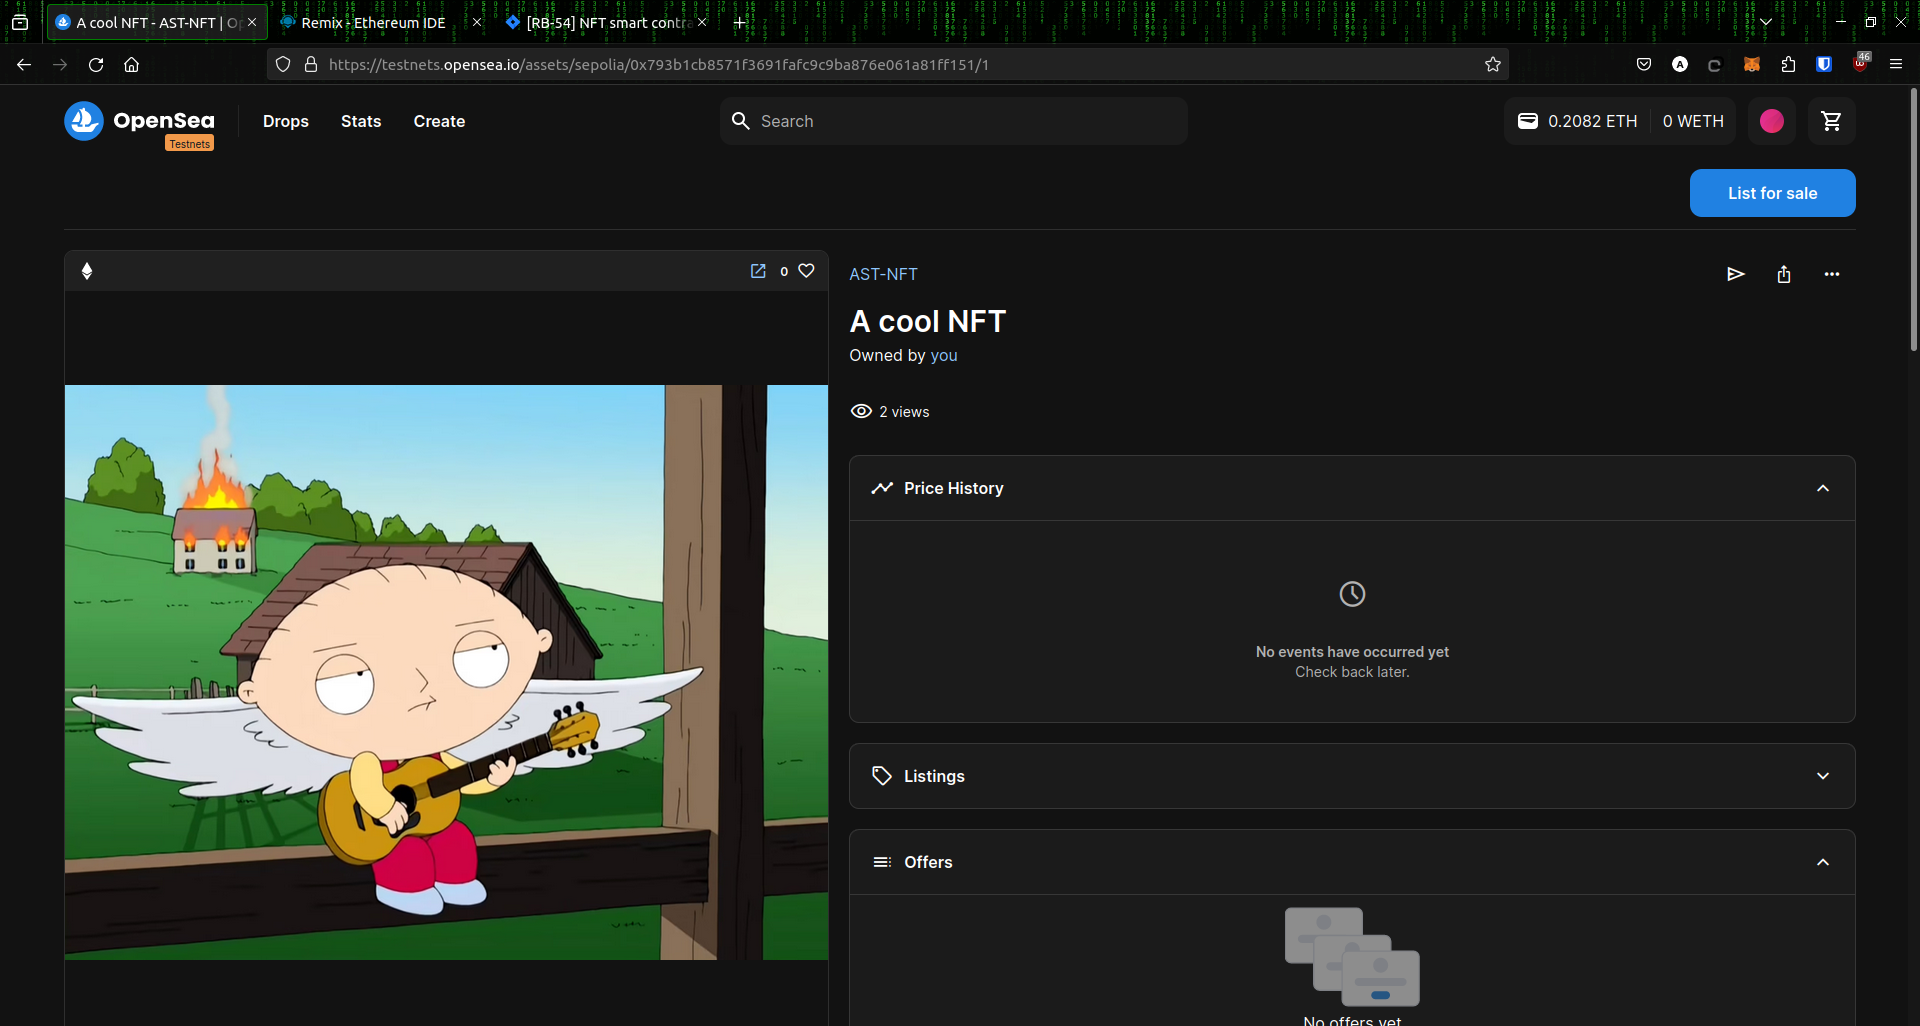 A cool NFT - AST-NFT | O
Remix - Ethereum IDE
[RB-54] NFT smart contra
https://testnets.opensea.io/assets/sepolia/0x793b1cb8571f3691fafc9c9ba876e061a81ff151/1
46
OpenSea
Testnets
Drops
Stats
Create
Search
0.2082 ETH
0 WETH
List for sale
0
AST-NFT
A cool NFT
Owned by you
2 views
Price History
No events have occurred yet
Check back later.
Listings
Offers
No offers yet